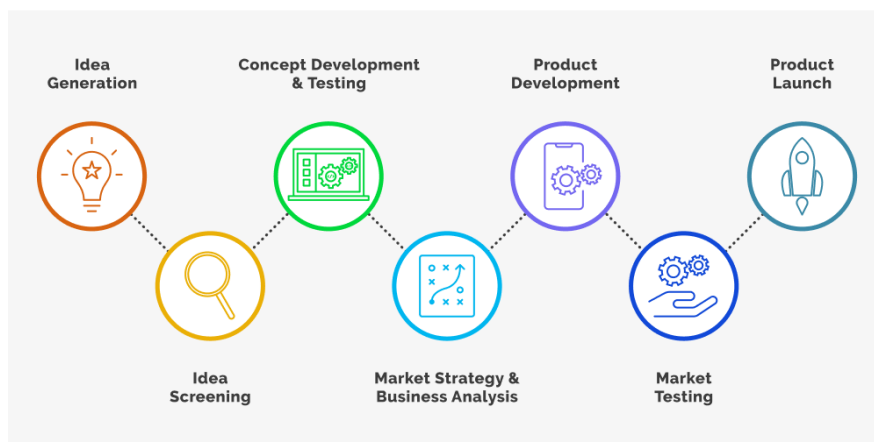 Idea
Generation
Idea
Screening
Concept Development
& Testing
Market Strategy &
Business Analysis
Product
Development
Market
Testing
Product
Launch